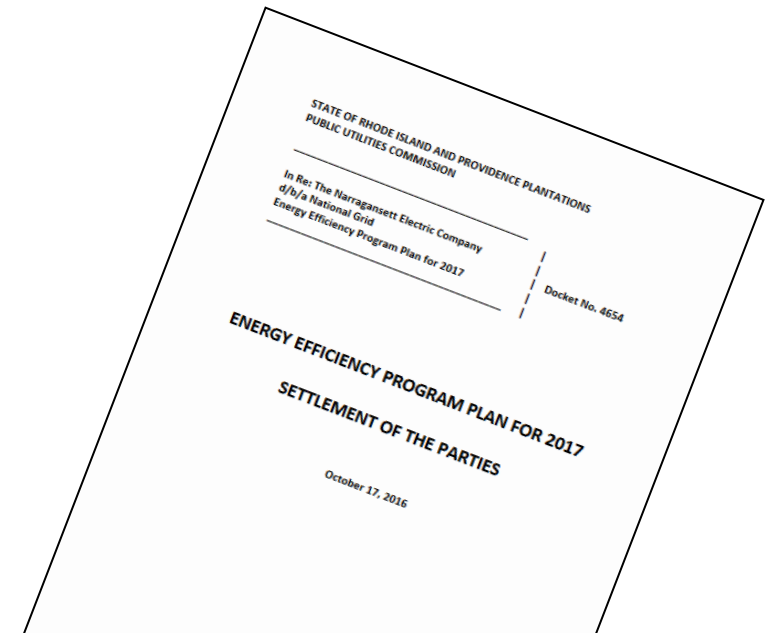 STATE OF RHODE ISLAND AND PROVIDENCE PLANTATIONS
PUBLIC UTILITIES COMMISSION
In Re: The Narragansett Electric Company
d/b/a National Grid
Energy Efficiency Program Plan for 2017
Docket No. 4654
ENERGY EFFICIENCY PROGRAM PLAN FOR 2017
SETTLEMENT OF THE PARTIES
October 17, 2016